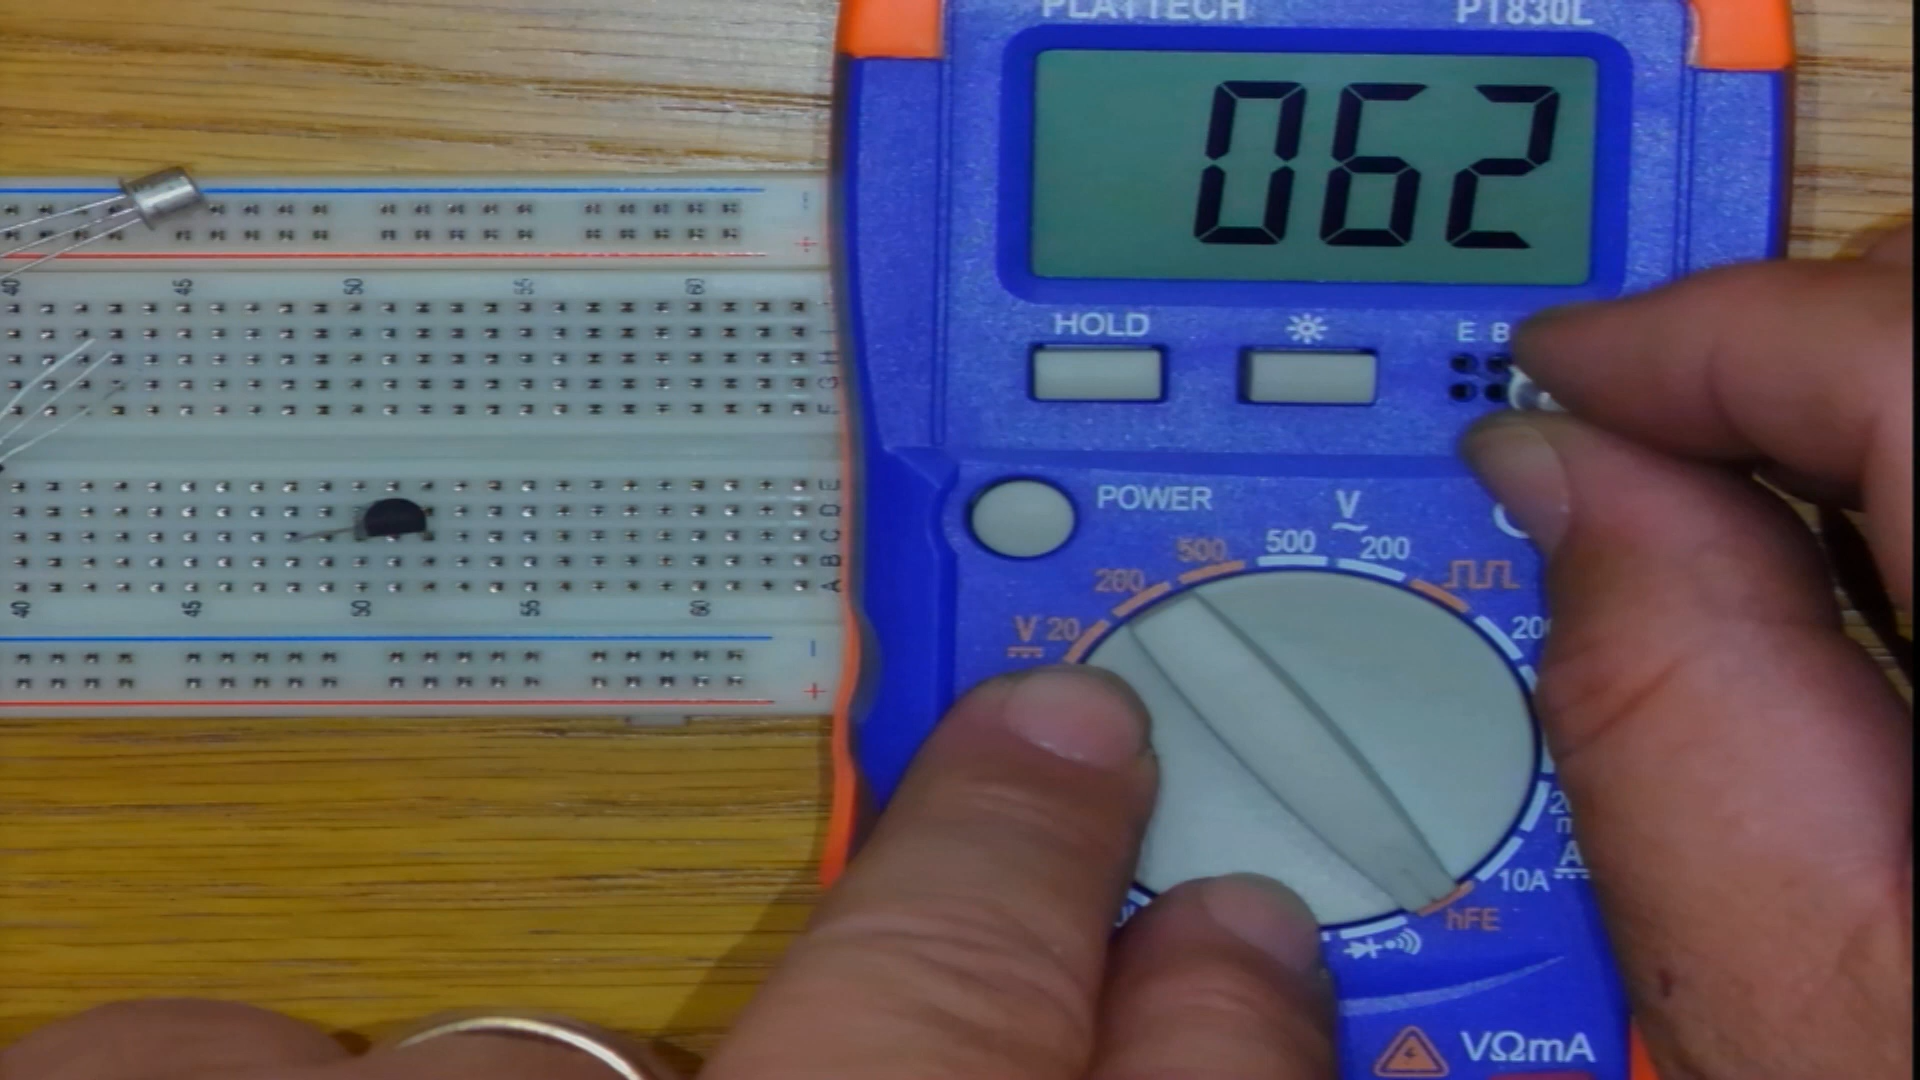 PLATTECH PT830L
062
HOLD
E B
POWER
V
500 500 200
200
V 20
10A
A
hFE
VΩmA
- +
40 45 50 55 60
H
G
F
E
D
C
B
A
40 45 50 55 60
-
+